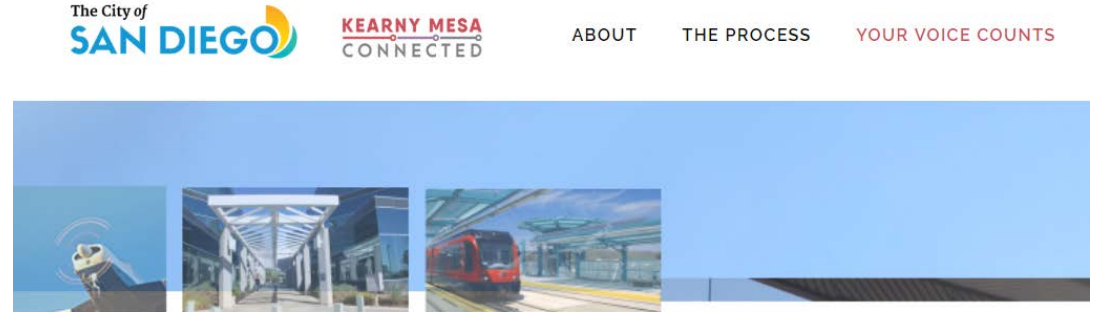 The City of
SAN DIEGO
KEARNY MESA
CONNECTED
ABOUT THE PROCESS YOUR VOICE COUNTS